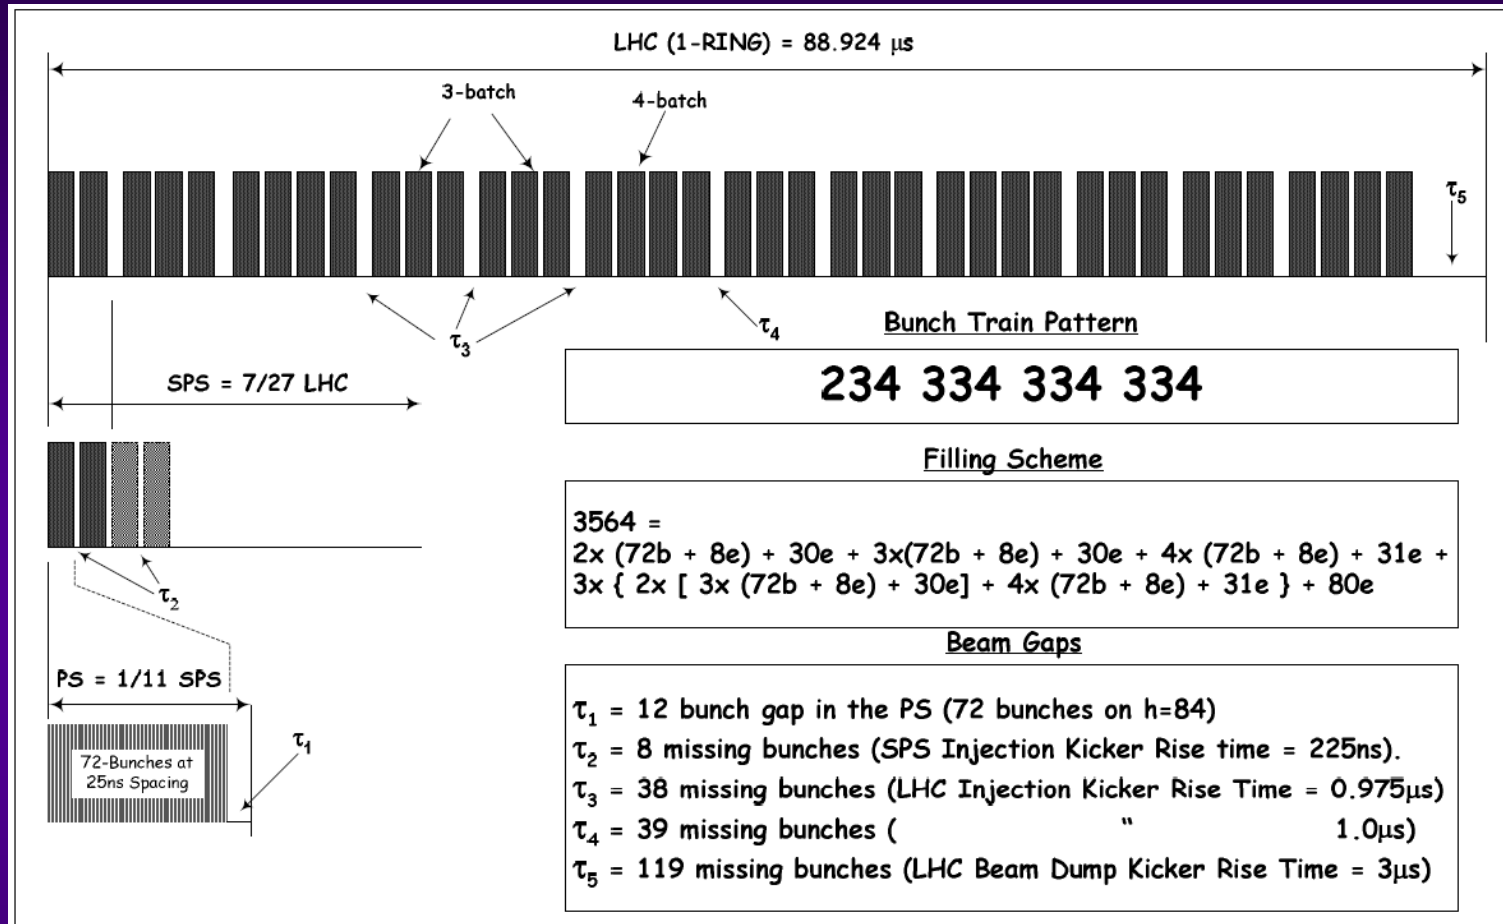 LHC (1-RING) = 88.924 μs
3-batch
4-batch
τ5
τ3
τ4
Bunch Train Pattern
234 334 334 334
SPS = 7/27 LHC
τ2
Filling Scheme
3564 =
2x (72b + 8e) + 30e + 3x(72b + 8e) + 30e + 4x (72b + 8e) + 31e +
3x { 2x [ 3x (72b + 8e) + 30e] + 4x (72b + 8e) + 31e } + 80e
PS = 1/11 SPS
72-Bunches at
25ns Spacing
τ1
Beam Gaps
τ1 = 12 bunch gap in the PS (72 bunches on h=84)
τ2 = 8 missing bunches (SPS Injection Kicker Rise time = 225ns).
τ3 = 38 missing bunches (LHC Injection Kicker Rise Time = 0.975μs)
τ4 = 39 missing bunches ( " 1.0μs)
τ5 = 119 missing bunches (LHC Beam Dump Kicker Rise Time = 3μs)